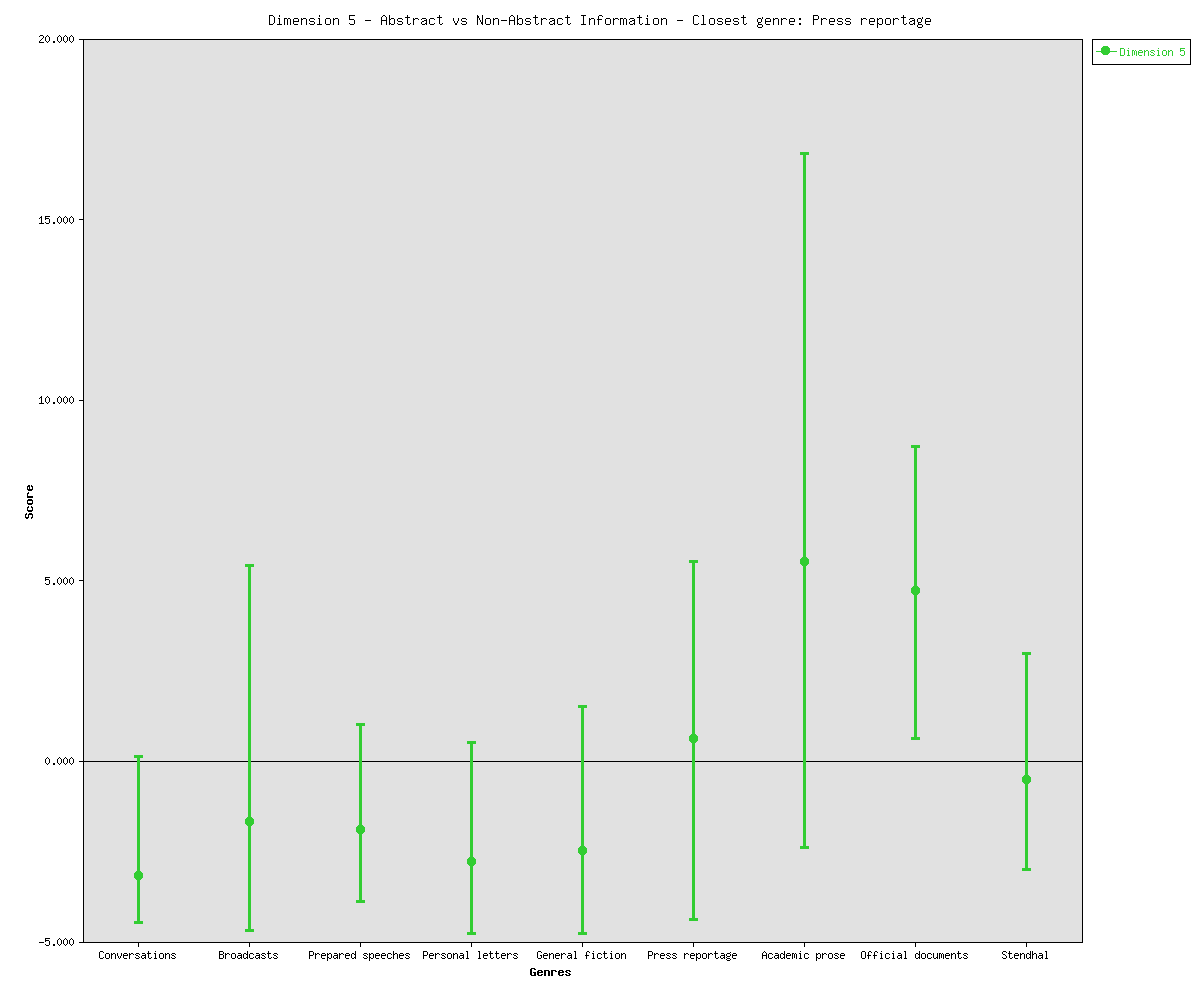 Dimension 5 - Abstract vs Non-Abstract Information - Closest genre: Press reportage
20.000
Dimension 5
15.000
10.000
Score
5.000
0.000
-5.000
Conversations Broadcasts Prepared speeches Personal letters General fiction Press reportage Academic prose Official documents Stendhal
Genres